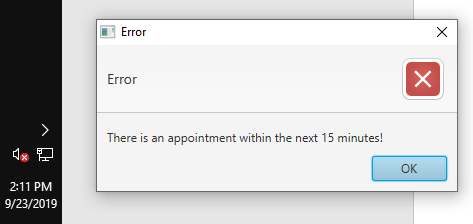 Error
Error
There is an appointment within the next 15 minutes!
OK
2:11 PM
9/23/2019